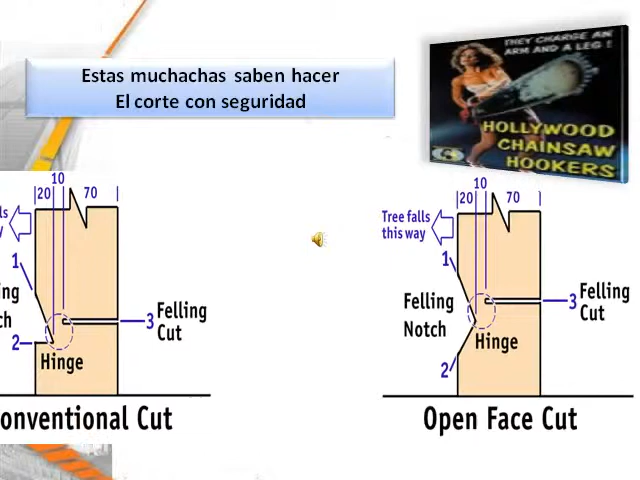 Estas muchachas saben hacer
El corte con seguridad
THEY CHARGE AN
ARM AND A LEG!
HOLLYWOOD
CHAINSAW
HOOKERS
10
20
70
1
2
3
Felling
Cut
Hinge
onventional Cut
10
20
70
Tree falls
this way
1
Felling
Notch
2
3
Felling
Cut
Hinge
Open Face Cut